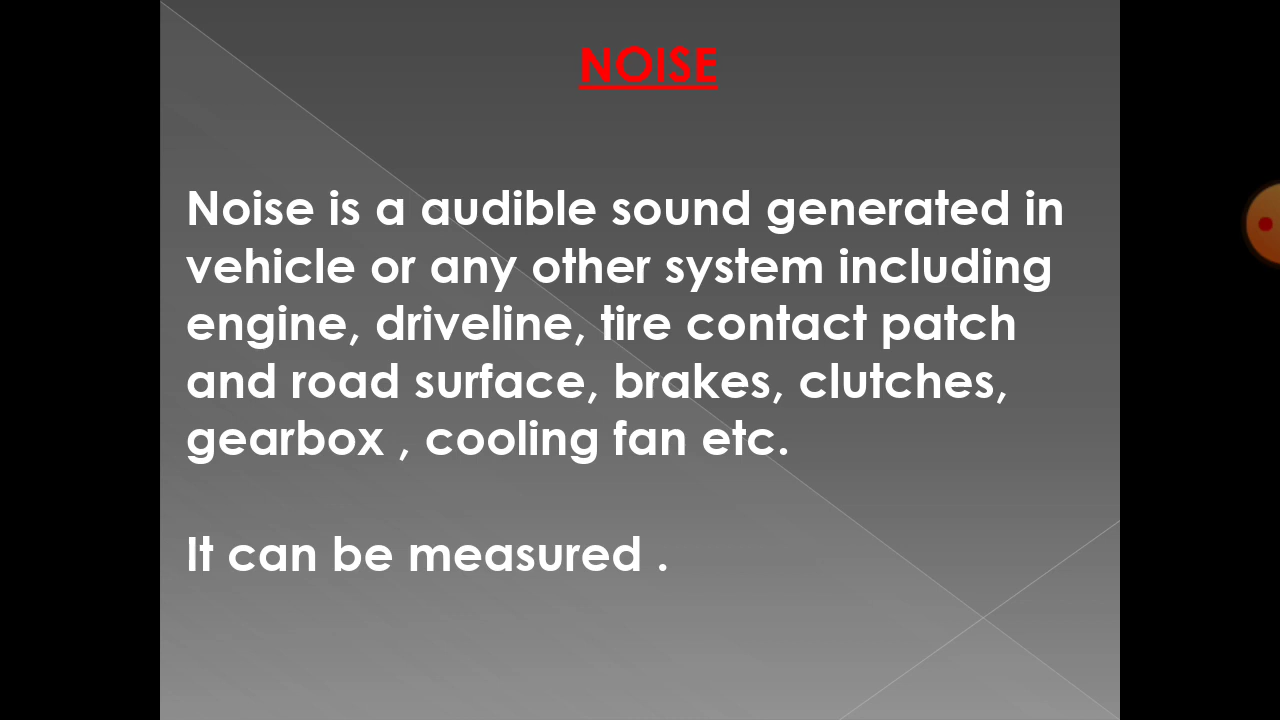 NOISE
Noise is a audible sound generated in
vehicle or any other system including
engine, driveline, tire contact patch
and road surface, brakes, clutches,
gearbox , cooling fan etc.
It can be measured .